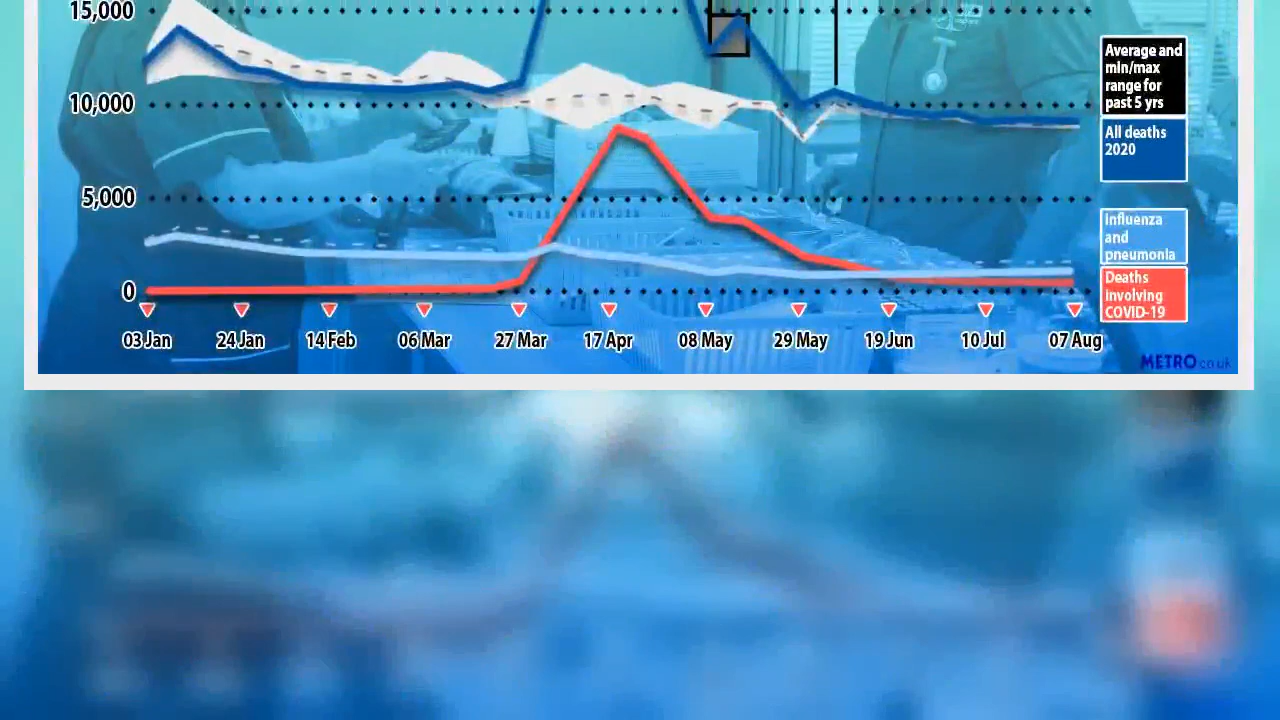 15,000
10,000
5,000
0
03 Jan
24 Jan
14 Feb
06 Mar
27 Mar
17 Apr
08 May
29 May
19 Jun
10 Jul
07 Aug
Average and
min/max
range for
past 5 yrs
All deaths
2020
Influenza
and
pneumonia
Deaths
involving
COVID-19
METRO.co.uk